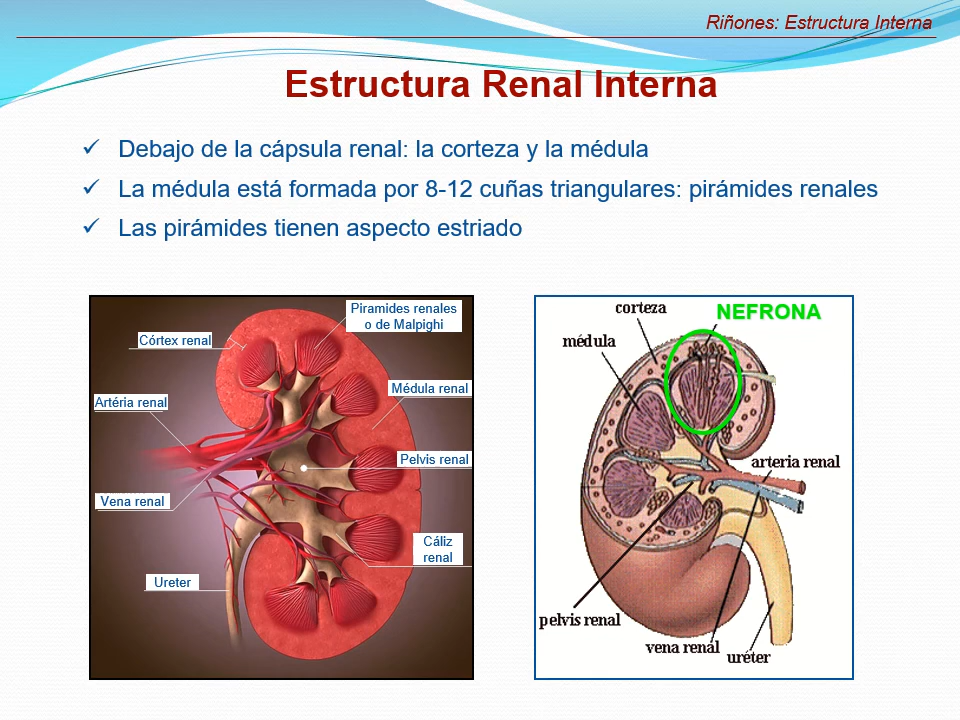 Riñones: Estructura Interna
Estructura Renal Interna
✓ Debajo de la cápsula renal: la corteza y la médula
✓ La médula está formada por 8-12 cuñas triangulares: pirámides renales
✓ Las pirámides tienen aspecto estriado
Piramides renales
o de Malpighi
Córtex renal
Médula renal
Artéria renal
Pelvis renal
Vena renal
Cáliz
renal
Ureter
corteza
NEFRONA
médula
arteria renal
pelvis renal
vena renal
uréter